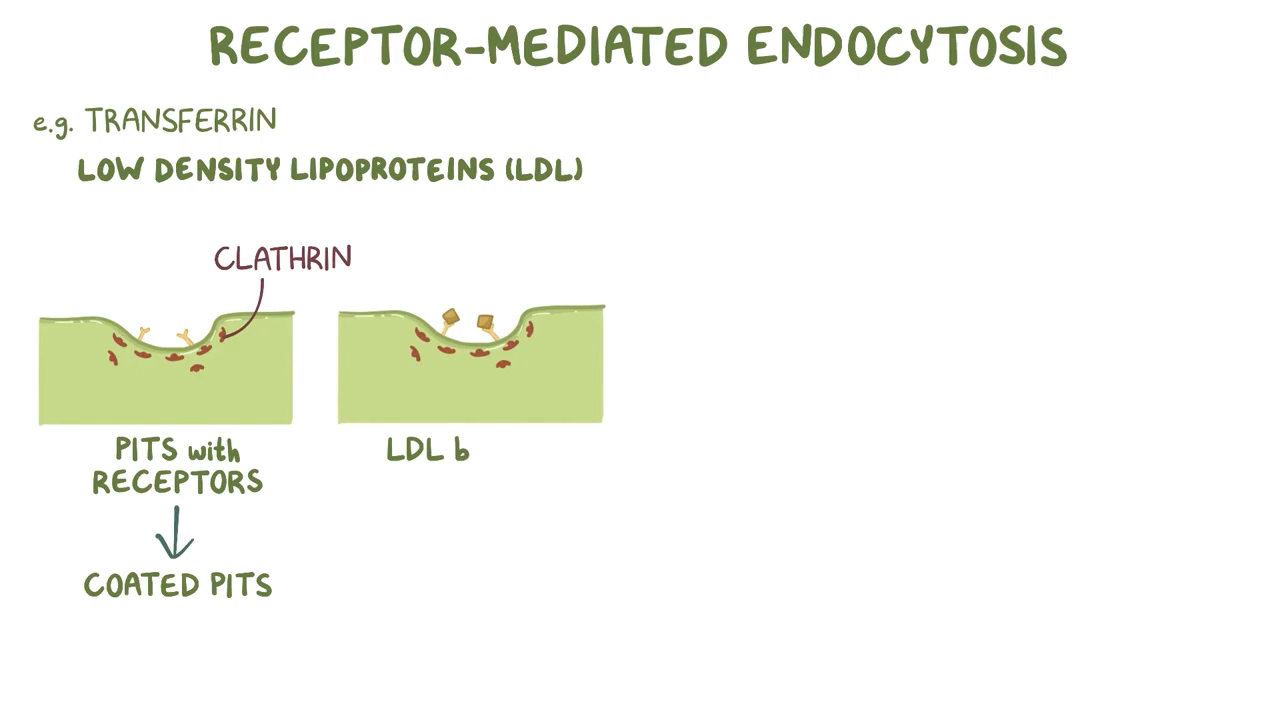 RECEPTOR-MEDIATED ENDOCYTOSIS
e.g. TRANSFERRIN
LOW DENSITY LIPOPROTEINS (LDL)
CLATHRIN
PITS with
RECEPTORS
COATED PITS
LDL b